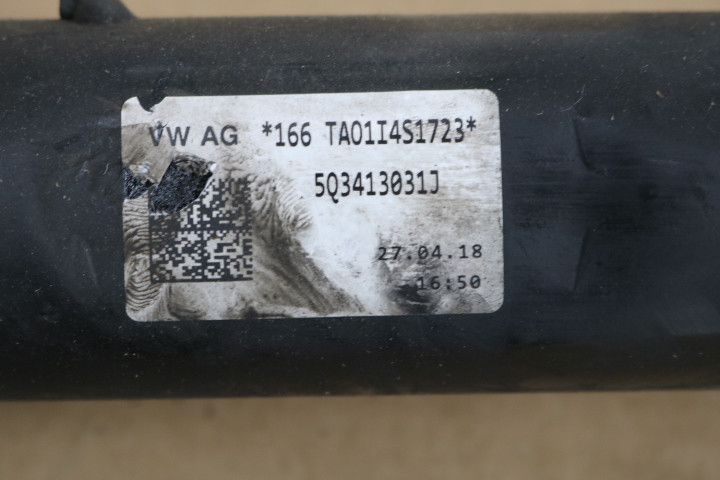 VW AG *166 TA01I4S1723*
5Q3413031J
27.04.18
16:50